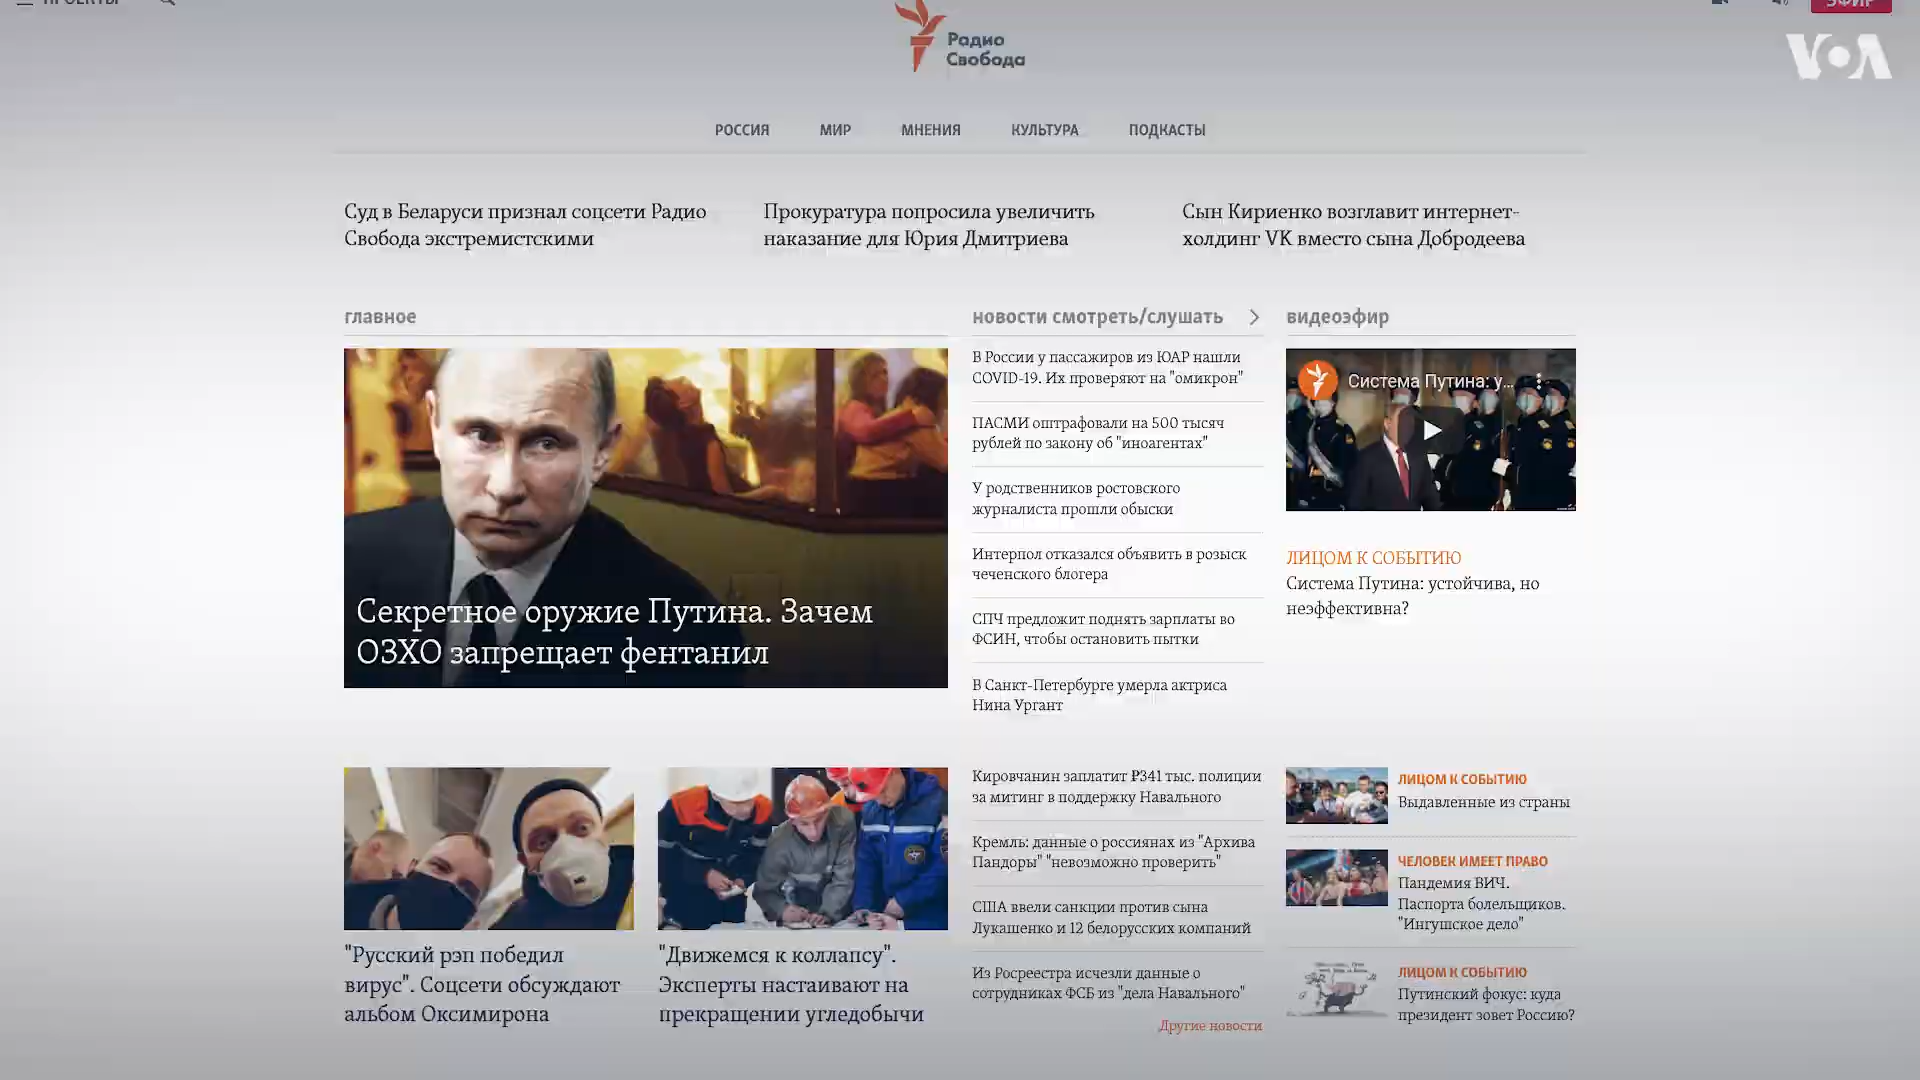 ПРОЕКТЫ
ЭФИР
Радио
Свобода
VOA
РОССИЯ
МИР
МНЕНИЯ
КУЛЬТУРА
ПОДКАСТЫ
Суд в Беларуси признал соцсети Радио
Свобода экстремистскими
Прокуратура попросила увеличить
наказание для Юрия Дмитриева
Сын Кириенко возглавит интернет-
холдинг VK вместо сына Добродеева
главное
Секретное оружие Путина. Зачем
ОЗХО запрещает фентанил
новости смотреть/слушать
В России у пассажиров из ЮАР нашли
COVID-19. Их проверяют на "омикрон"
ПАСМИ оштрафовали на 500 тысяч
рублей по закону об "иноагентах"
У родственников ростовского
журналиста прошли обыски
Интерпол отказался объявить в розыск
чеченского блогера
СПЧ предложит поднять зарплаты во
ФСИН, чтобы остановить пытки
В Санкт-Петербурге умерла актриса
Нина Ургант
видеоэфир
Система Путина: у...
ЛИЦОМ К СОБЫТИЮ
Система Путина: устойчива, но
неэффективна?
"Русский рэп победил
вирус". Соцсети обсуждают
альбом Оксимирона
"Движемся к коллапсу".
Эксперты настаивают на
прекращении угледобычи
Кировчанин заплатит ₽341 тыс. полиции
за митинг в поддержку Навального
Кремль: данные о россиянах из "Архива
Пандоры" "невозможно проверить"
США ввели санкции против сына
Лукашенко и 12 белорусских компаний
Из Росреестра исчезли данные о
сотрудниках ФСБ из "дела Навального"
Другие новости
ЛИЦОМ К СОБЫТИЮ
Выдавленные из страны
ЧЕЛОВЕК ИМЕЕТ ПРАВО
Пандемия ВИЧ.
Паспорта болельщиков.
"Ингушское дело"
ЛИЦОМ К СОБЫТИЮ
Путинский фокус: куда
президент зовет Россию?